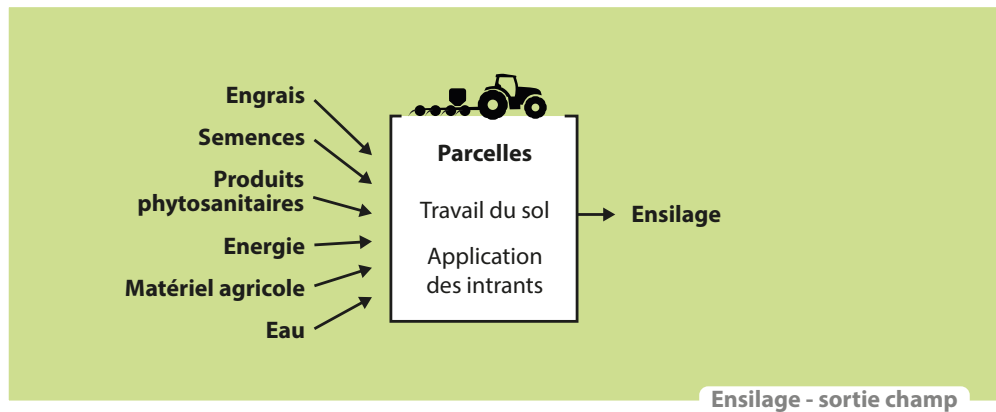 Engrais
Semences
Produits
phytosanitaires
Energie
Matériel agricole
Eau
Parcelles
Travail du sol
Application
des intrants
Ensilage
Ensilage - sortie champ